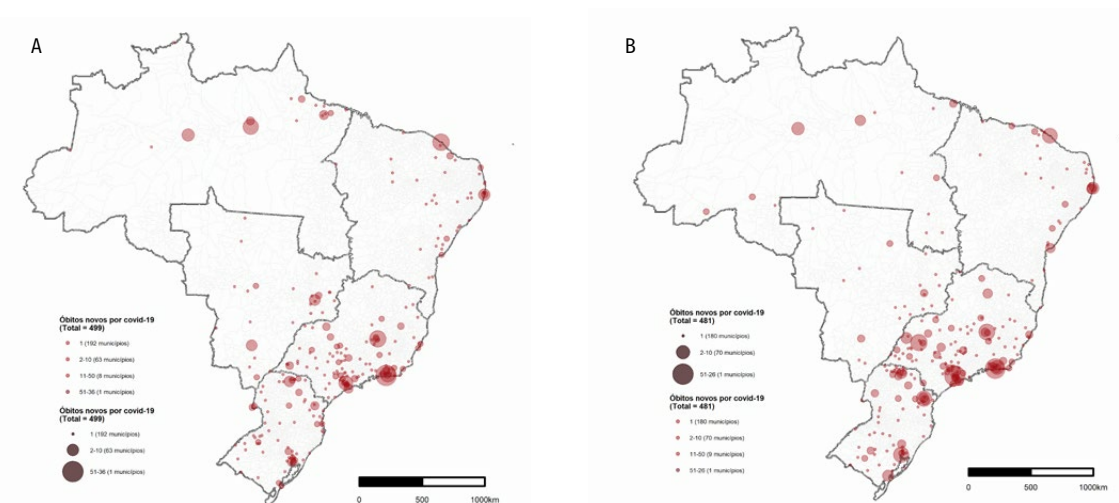 A
Óbitos novos por covid-19
(Total = 499)
1 (192 municípios)
2-10 (63 municípios)
11-50 (8 municípios)
51-36 (1 municípios)
Óbitos novos por covid-19
(Total = 499)
1 (192 municípios)
2-10 (63 municípios)
51-36 (1 municípios)
0 500 1000km
B
Óbitos novos por covid-19
(Total = 481)
1 (180 municípios)
2-10 (70 municípios)
51-26 (1 municípios)
Óbitos novos por covid-19
(Total = 481)
1 (180 municípios)
2-10 (70 municípios)
11-50 (9 municípios)
51-26 (1 municípios)
0 500 1000km